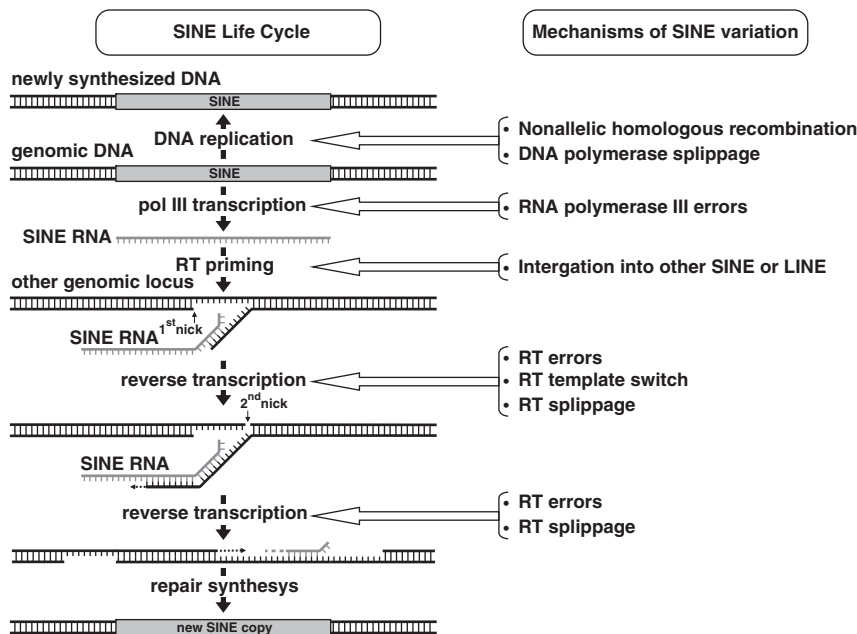 SINE Life Cycle
Mechanisms of SINE variation
newly synthesized DNA
SINE
DNA replication
• Nonallelic homologous recombination
• DNA polymerase splippage
genomic DNA
SINE
pol III transcription
• RNA polymerase III errors
SINE RNA
RT priming
• Intergation into other SINE or LINE
other genomic locus
1st nick
SINE RNA
reverse transcription
• RT errors
• RT template switch
• RT splippage
2nd nick
SINE RNA
reverse transcription
• RT errors
• RT splippage
repair synthesys
new SINE copy